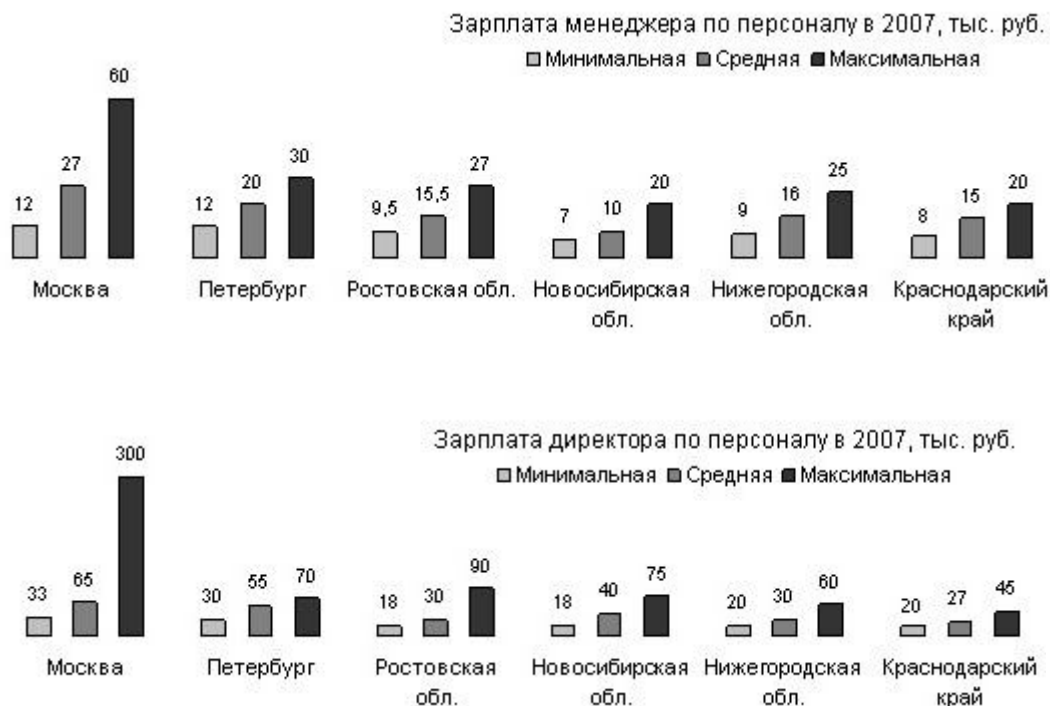 Зарплата менеджера по персоналу в 2007, тыс. руб.
Минимальная Средняя Максимальная
12 27 60
12 20 30
9,5 15,5 27
7 10 20
9 16 25
8 15 20
Москва
Петербург
Ростовская обл.
Новосибирская
обл.
Нижегородская
обл.
Краснодарский
край
Зарплата директора по персоналу в 2007, тыс. руб.
Минимальная Средняя Максимальная
33 65 300
30 55 70
18 30 90
18 40 75
20 30 60
20 27 45
Москва
Петербург
Ростовская
обл.
Новосибирская
обл.
Нижегородская
обл.
Краснодарский
край